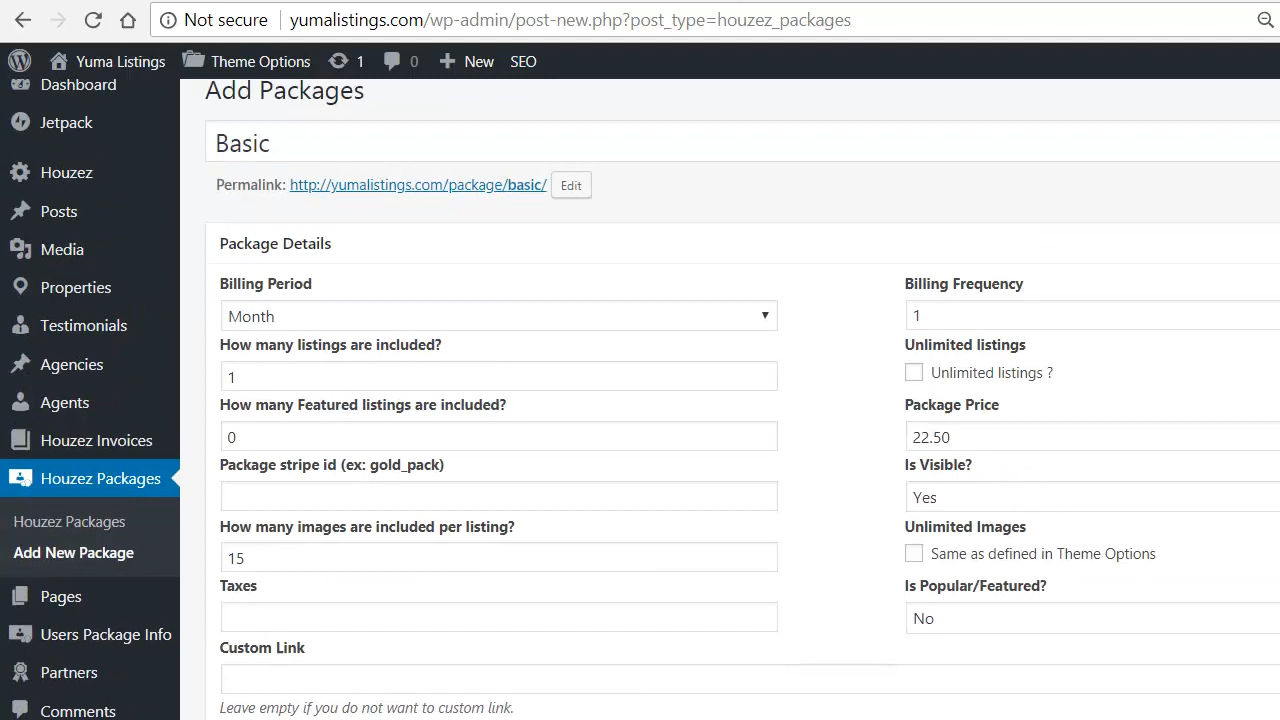 Not secure yumalistings.com/wp-admin/post-new.php?post_type=houzez_packages
Yuma Listings Theme Options 1 0 New SEO
Dashboard
Jetpack
Houzez
Posts
Media
Properties
Testimonials
Agencies
Agents
Houzez Invoices
Houzez Packages
Houzez Packages
Add New Package
Pages
Users Package Info
Partners
Comments
Add Packages
Basic
Permalink: http://yumalistings.com/package/basic/ Edit
Package Details
Billing Period
Month
Billing Frequency
1
How many listings are included?
1
Unlimited listings
Unlimited listings ?
How many Featured listings are included?
0
Package Price
22.50
Package stripe id (ex: gold_pack)
Is Visible?
Yes
How many images are included per listing?
15
Unlimited Images
Same as defined in Theme Options
Taxes
Is Popular/Featured?
No
Custom Link
Leave empty if you do not want to custom link.